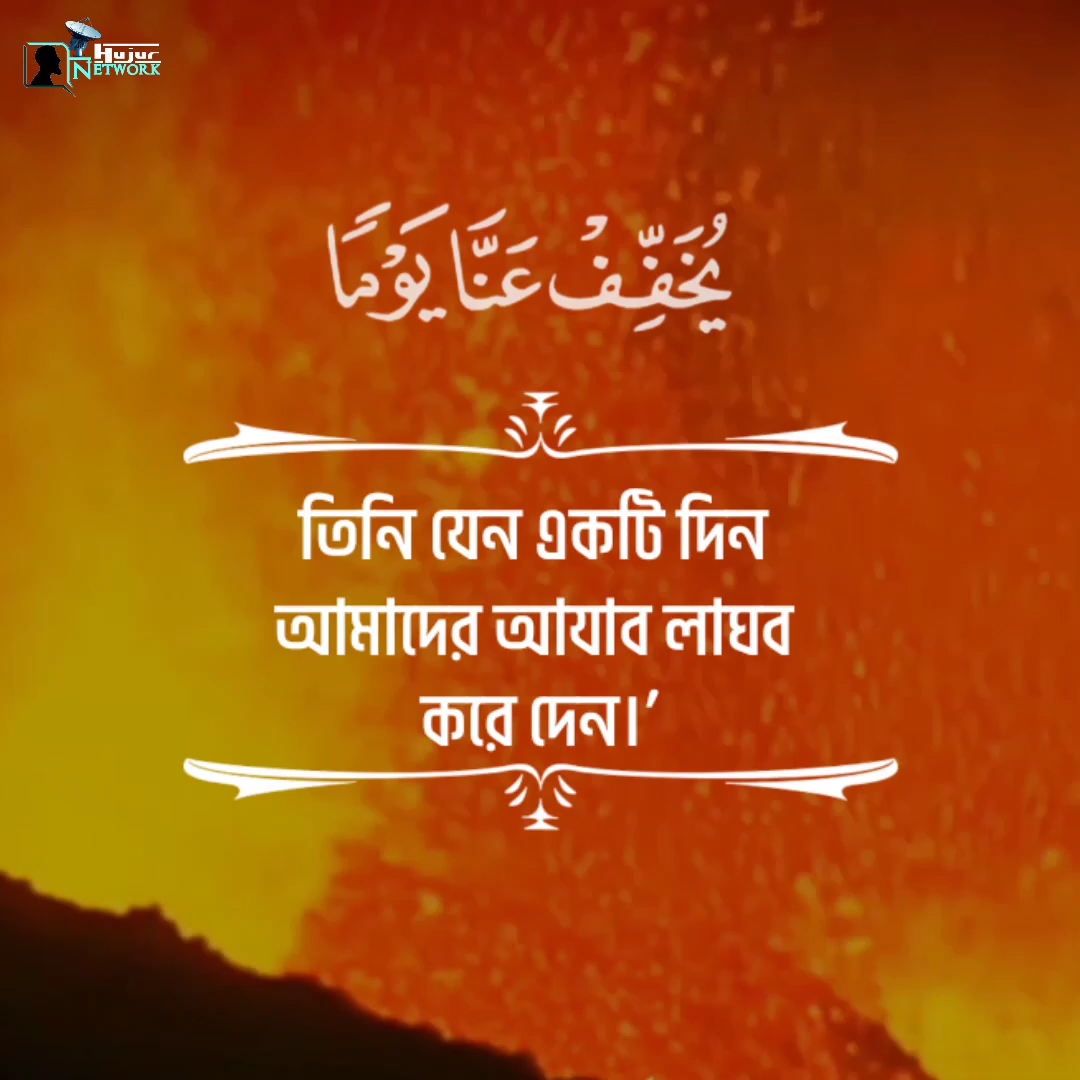 Hujur
Network
يُخَفِّفْ عَنَّا يَوْمًا
তিনি যেন একটি দিন
আমাদের আযাব লাঘব
করে দেন।’